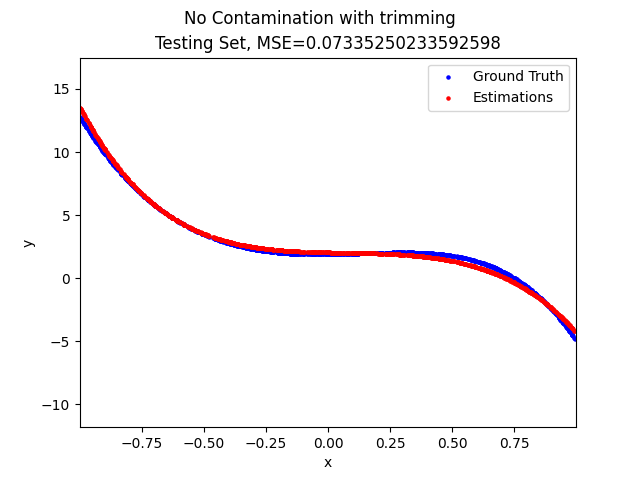 No Contamination with trimming
Testing Set, MSE=0.07335250233592598
Ground Truth
Estimations
15
10
5
0
−5
−10
y
−0.75 −0.50 −0.25 0.00 0.25 0.50 0.75
x